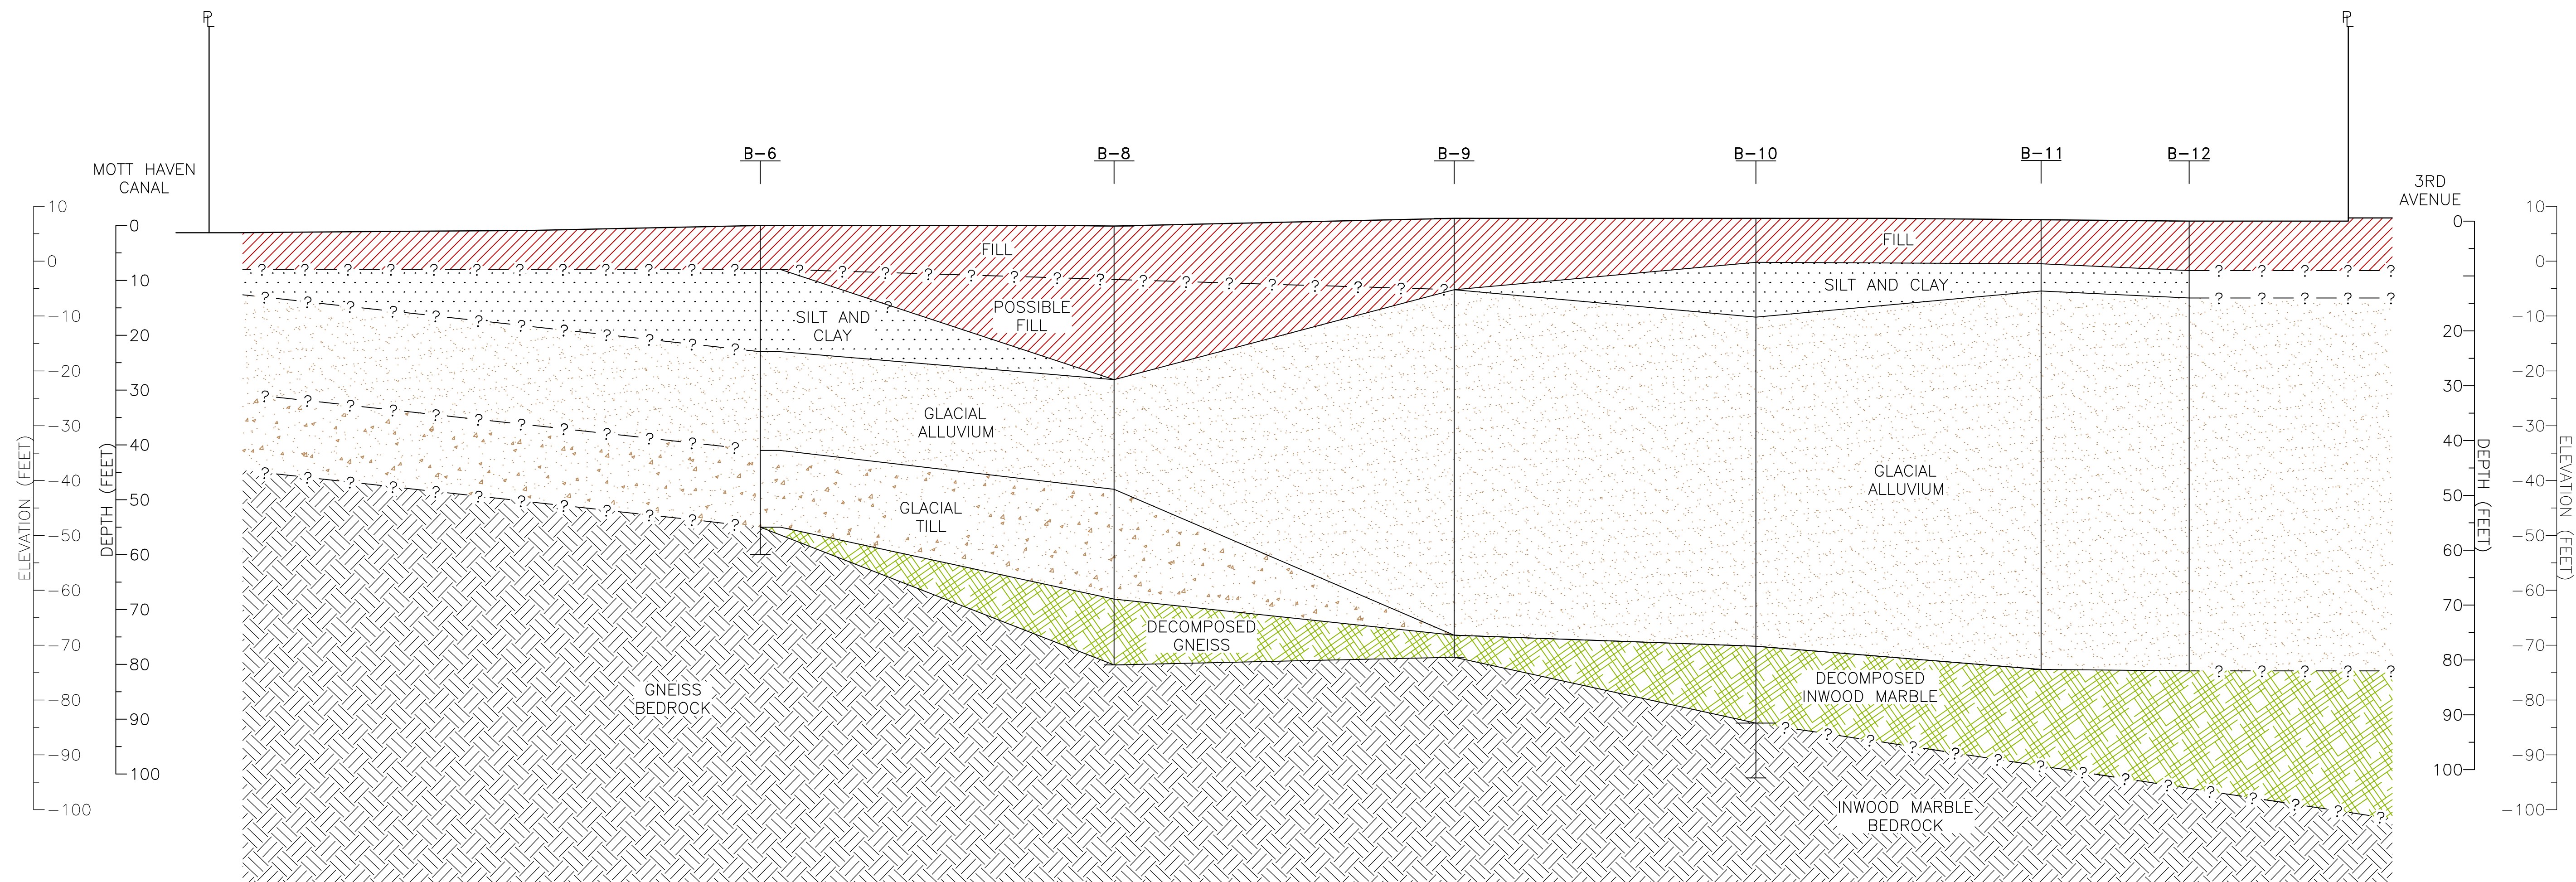 PL
PL
B-6
B-8
B-9
B-10
B-11
B-12
MOTT HAVEN
CANAL
3RD
AVENUE
10
0
-10
-20
-30
-40
-50
-60
-70
-80
-90
-100
ELEVATION (FEET)
0
10
20
30
40
50
60
70
80
90
100
DEPTH (FEET)
FILL
POSSIBLE
FILL
SILT AND
CLAY
GLACIAL
ALLUVIUM
GLACIAL
TILL
DECOMPOSED
GNEISS
GNEISS
BEDROCK
FILL
SILT AND CLAY
GLACIAL
ALLUVIUM
DECOMPOSED
INWOOD MARBLE
INWOOD MARBLE
BEDROCK
0
20
30
40
50
60
70
80
90
100
DEPTH (FEET)
10
0
-10
-20
-30
-40
-50
-60
-70
-80
-90
-100
ELEVATION (FEET)